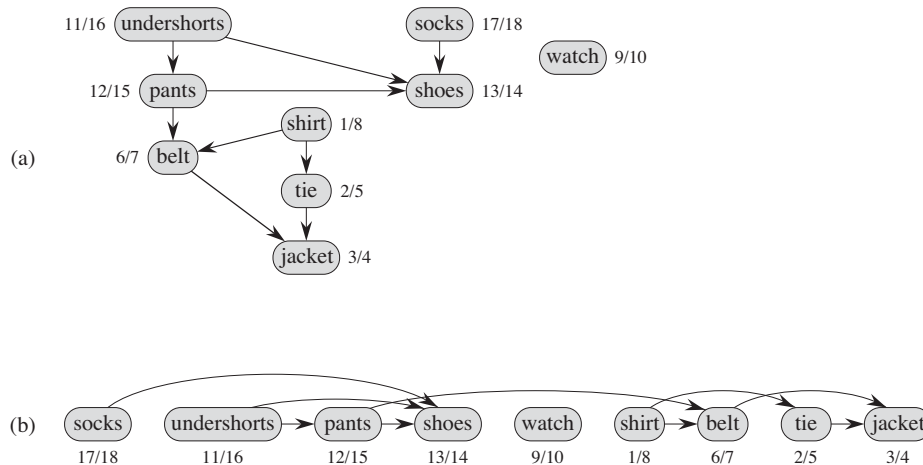 11/16 undershorts socks 17/18
watch 9/10
12/15 pants shoes 13/14
shirt 1/8
(a) 6/7 belt
tie 2/5
jacket 3/4
(b) socks undershorts pants shoes watch shirt belt tie jacket
17/18 11/16 12/15 13/14 9/10 1/8 6/7 2/5 3/4